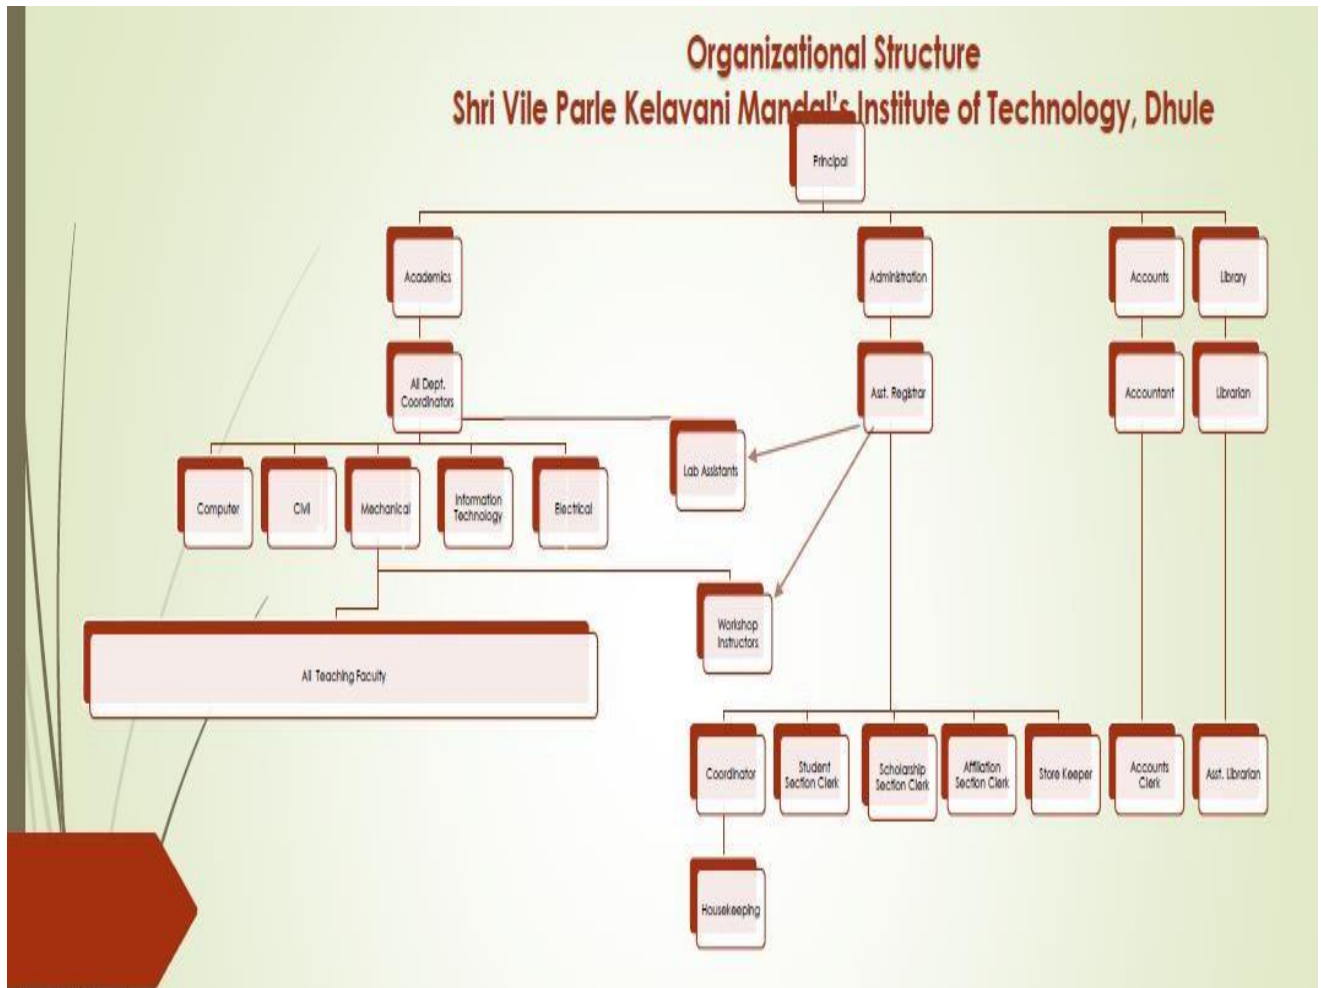 Organizational Structure
Shri Vile Parle Kelavani Mandal's Institute of Technology, Dhule
Principal
Academics
Administration
Accounts
Library
All Dept.
Coordinators
Asst. Registrar
Accountant
Librarian
Lab Assistants
Computer
Civil
Mechanical
Information
Technology
Electrical
Workshop
Instructors
All Teaching Faculty
Coordinator
Student
Section Clerk
Scholarship
Section Clerk
Affiliation
Section Clerk
Store Keeper
Accounts
Clerk
Asst. Librarian
Housekeeping